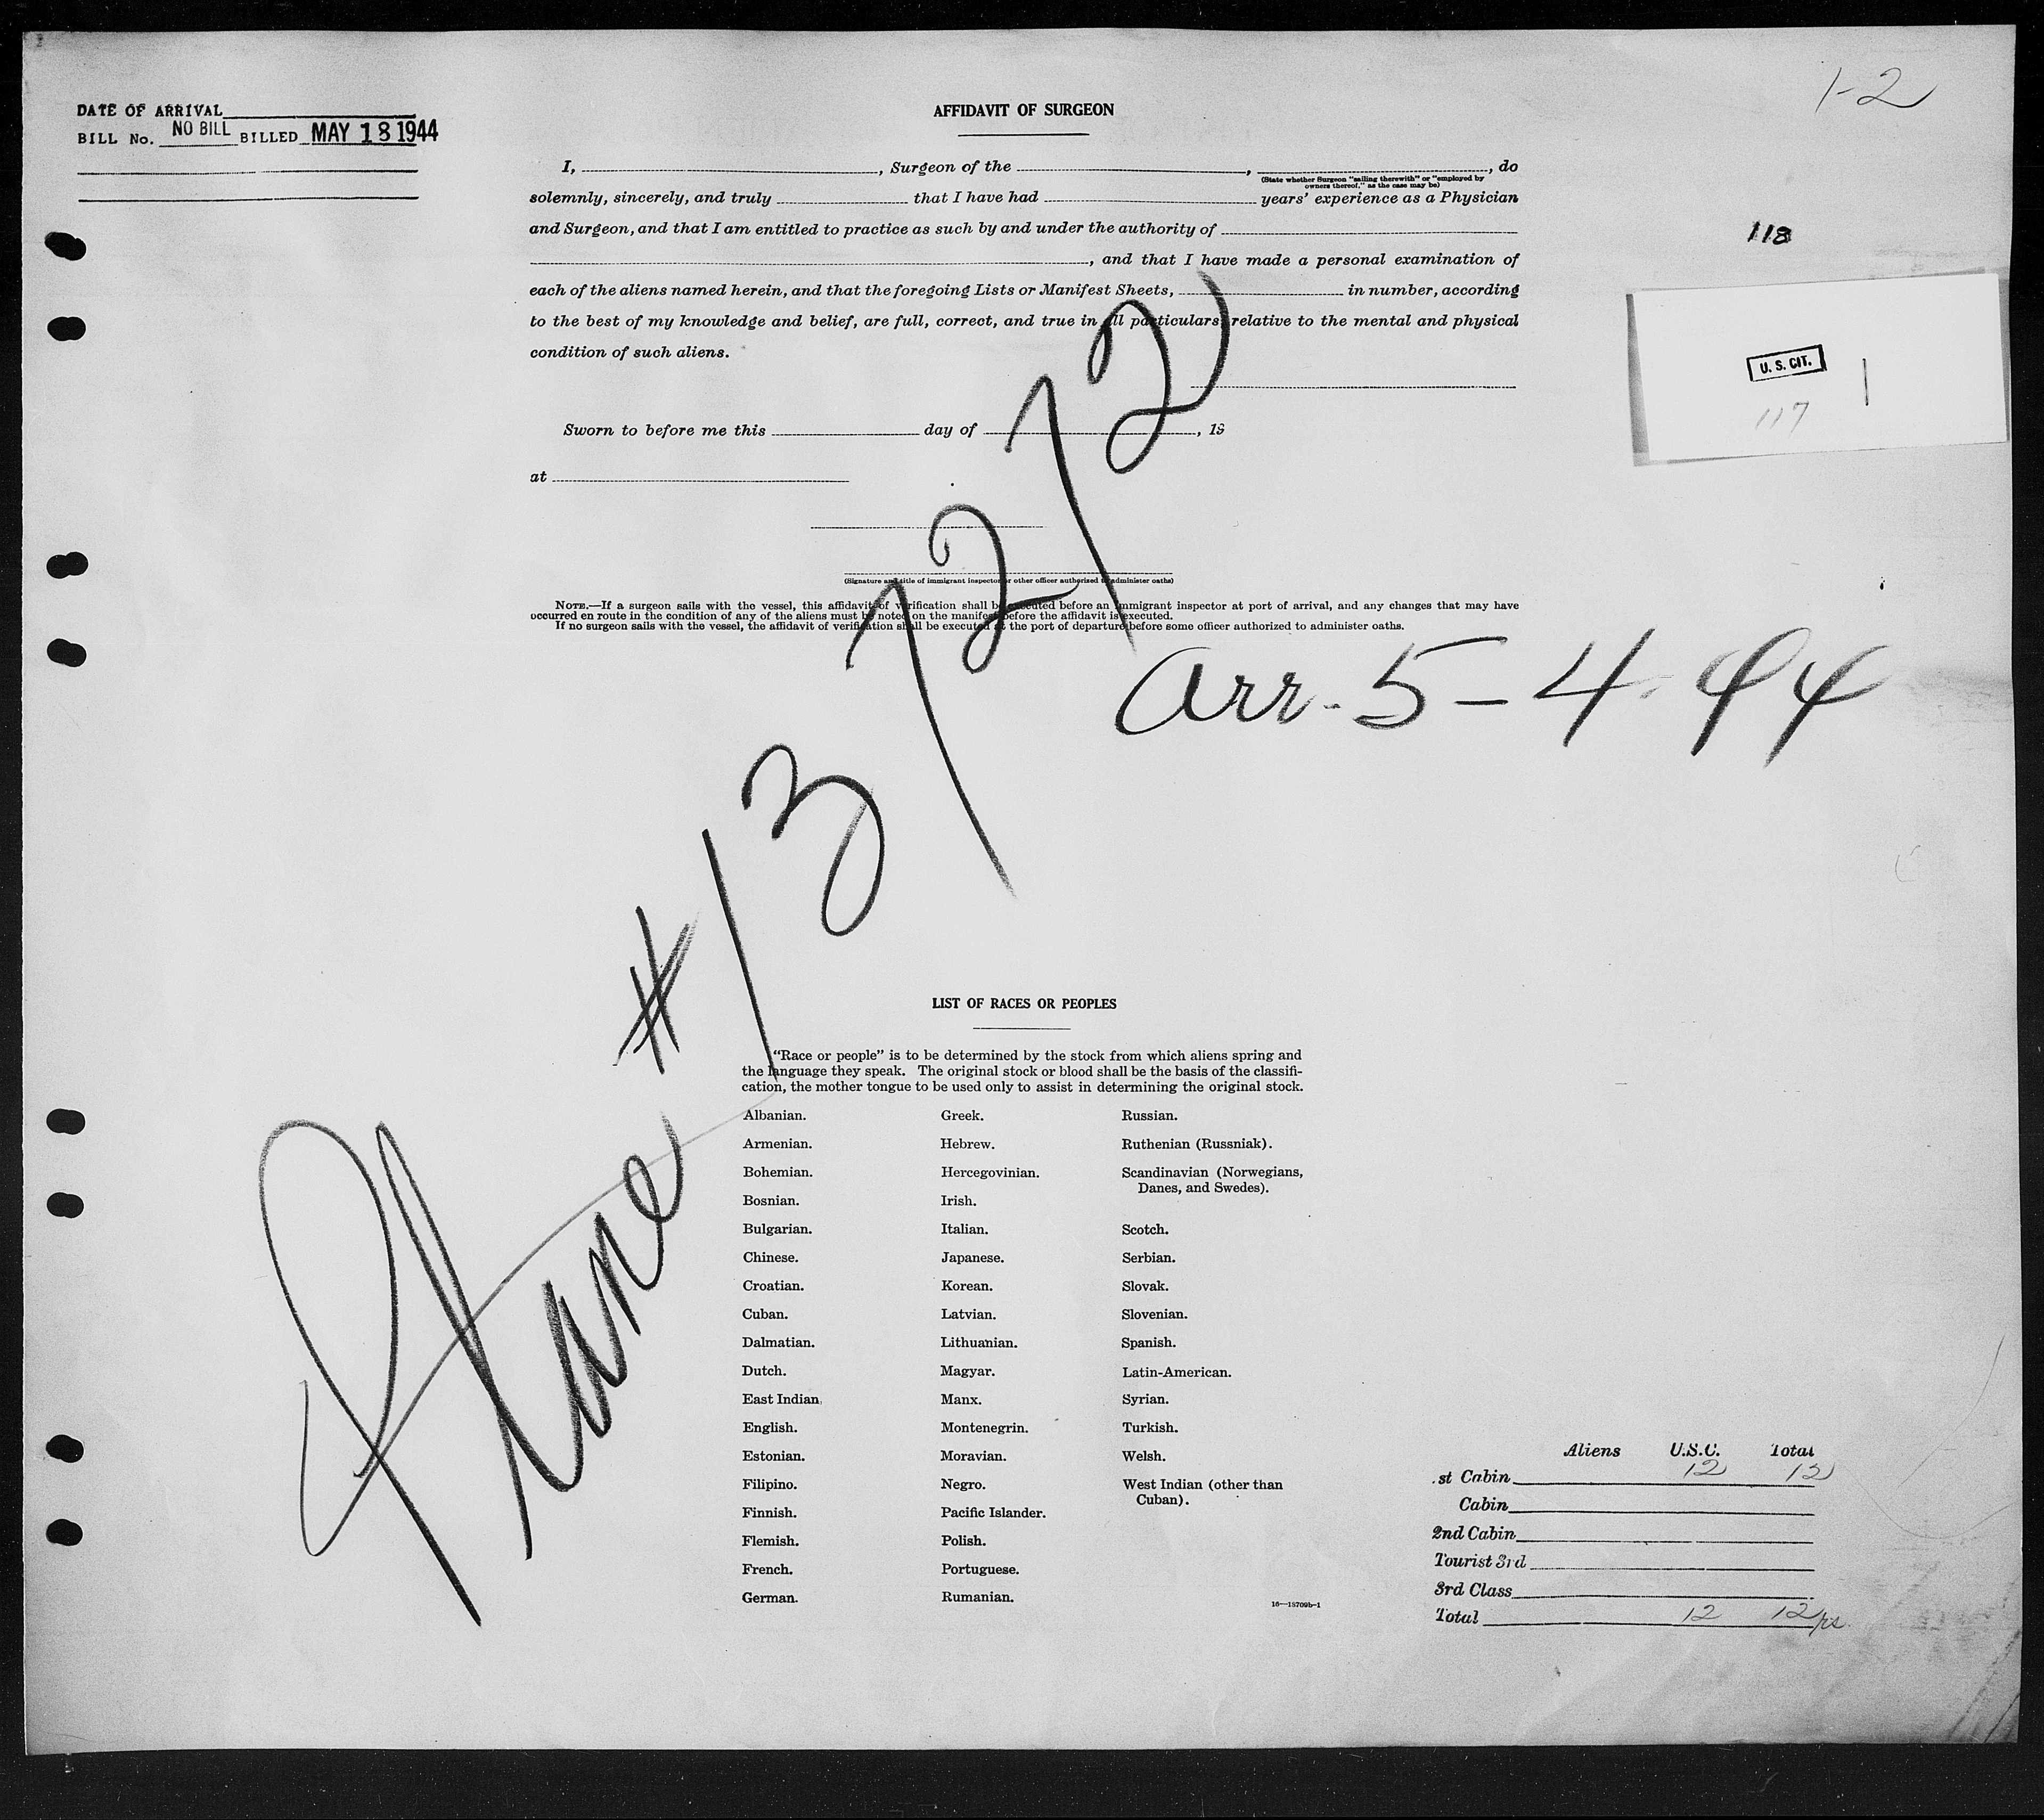 1-2
DATE OF ARRIVAL
BILL No. NO BILL BILLED MAY 18 1944
AFFIDAVIT OF SURGEON
I, , Surgeon of the , , do
(State whether Surgeon "sailing therewith" or "employed by
owners thereof," as the case may be)
solemnly, sincerely, and truly that I have had years' experience as a Physician
and Surgeon, and that I am entitled to practice as such by and under the authority of
, and that I have made a personal examination of
each of the aliens named herein, and that the foregoing Lists or Manifest Sheets, in number, according
to the best of my knowledge and belief, are full, correct, and true in all particulars, relative to the mental and physical
condition of such aliens.
118
U. S. CIT.
117
Sworn to before me this day of , 19
at
(Signature and title of immigrant inspector or other officer authorized to administer oaths)
NOTE.—If a surgeon sails with the vessel, this affidavit of verification shall be executed before an immigrant inspector at port of arrival, and any changes that may have
occurred en route in the condition of any of the aliens must be noted on the manifest before the affidavit is executed.
If no surgeon sails with the vessel, the affidavit of verification shall be executed at the port of departure before some officer authorized to administer oaths.
arr-5-4-44
Plane #137272
LIST OF RACES OR PEOPLES
"Race or people" is to be determined by the stock from which aliens spring and
the language they speak. The original stock or blood shall be the basis of the classifi-
cation, the mother tongue to be used only to assist in determining the original stock.
Albanian.
Armenian.
Bohemian.
Bosnian.
Bulgarian.
Chinese.
Croatian.
Cuban.
Dalmatian.
Dutch.
East Indian.
English.
Estonian.
Filipino.
Finnish.
Flemish.
French.
German.
Greek.
Hebrew.
Hercegovinian.
Irish.
Italian.
Japanese.
Korean.
Latvian.
Lithuanian.
Magyar.
Manx.
Montenegrin.
Moravian.
Negro.
Pacific Islander.
Polish.
Portuguese.
Rumanian.
Russian.
Ruthenian (Russniak).
Scandinavian (Norwegians,
Danes, and Swedes).
Scotch.
Serbian.
Slovak.
Slovenian.
Spanish.
Latin-American.
Syrian.
Turkish.
Welsh.
West Indian (other than
Cuban).
16—18709b-1
Aliens U.S.C. Total
st Cabin 12 12
Cabin
2nd Cabin
Tourist 3rd
3rd Class
Total 12 12